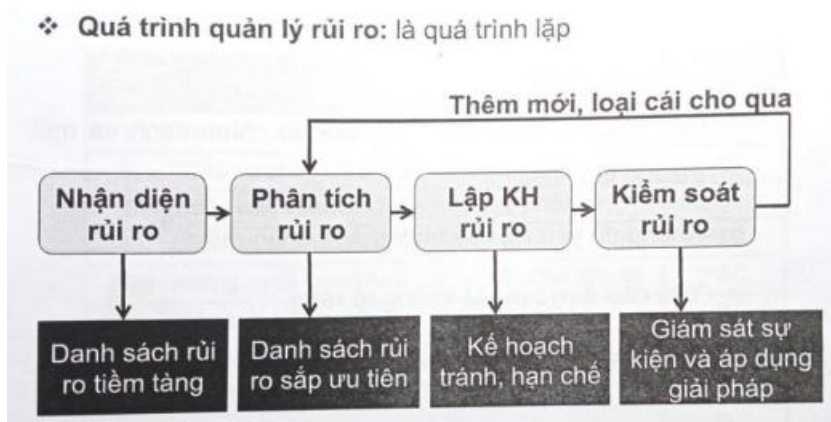 ❖ Quá trình quản lý rủi ro: là quá trình lặp
Thêm mới, loại cái cho qua
Nhận diện
rủi ro
Phân tích
rủi ro
Lập KH
rủi ro
Kiểm soát
rủi ro
Danh sách rủi
ro tiềm tàng
Danh sách rủi
ro sắp ưu tiên
Kế hoạch
tránh, hạn chế
Giám sát sự
kiện và áp dụng
giải pháp